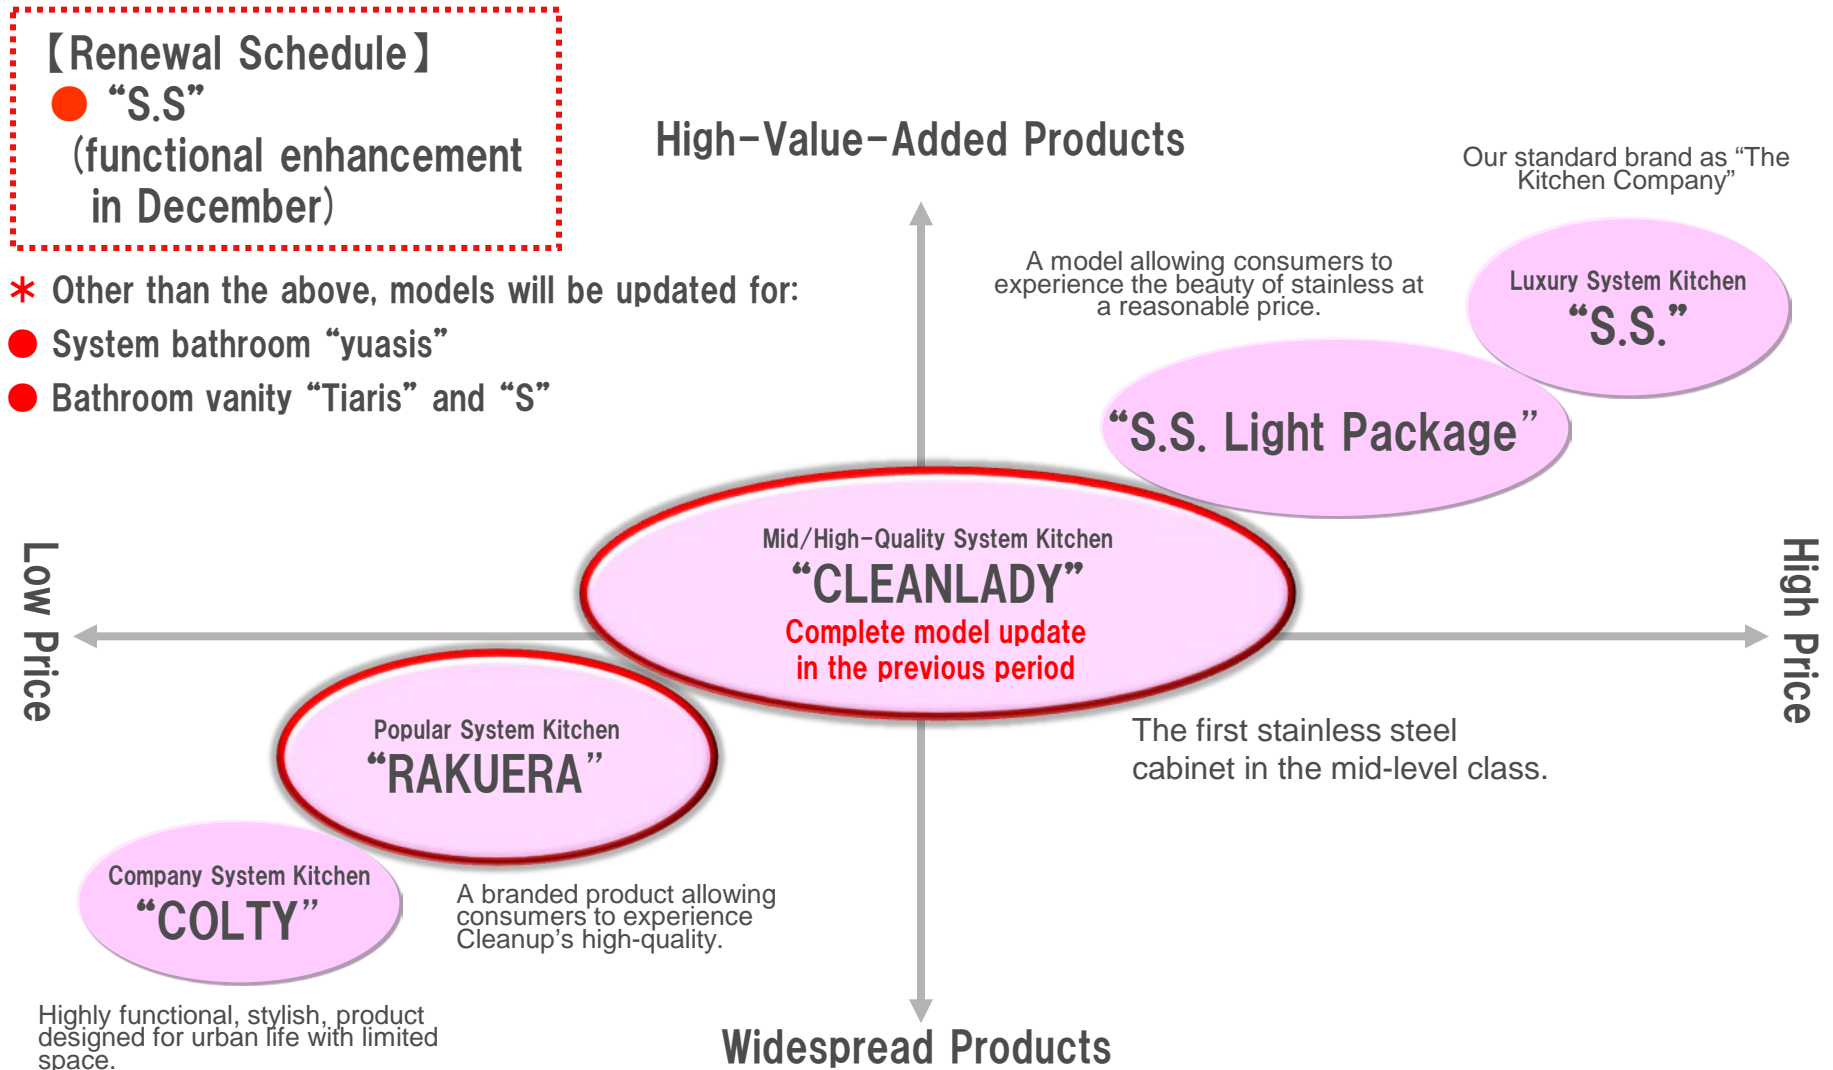 【Renewal Schedule】
● “S.S”
(functional enhancement
in December)
* Other than the above, models will be updated for:
● System bathroom “yuasis”
● Bathroom vanity “Tiaris” and “S”
High-Value-Added Products
Our standard brand as “The
Kitchen Company”
A model allowing consumers to
experience the beauty of stainless at
a reasonable price.
Luxury System Kitchen
“S.S.”
“S.S. Light Package”
Mid/High-Quality System Kitchen
“CLEANLADY”
Complete model update
in the previous period
Low Price
High Price
The first stainless steel
cabinet in the mid-level class.
Popular System Kitchen
“RAKUERA”
Company System Kitchen
“COLTY”
A branded product allowing
consumers to experience
Cleanup’s high-quality.
Highly functional, stylish, product
designed for urban life with limited
space.
Widespread Products